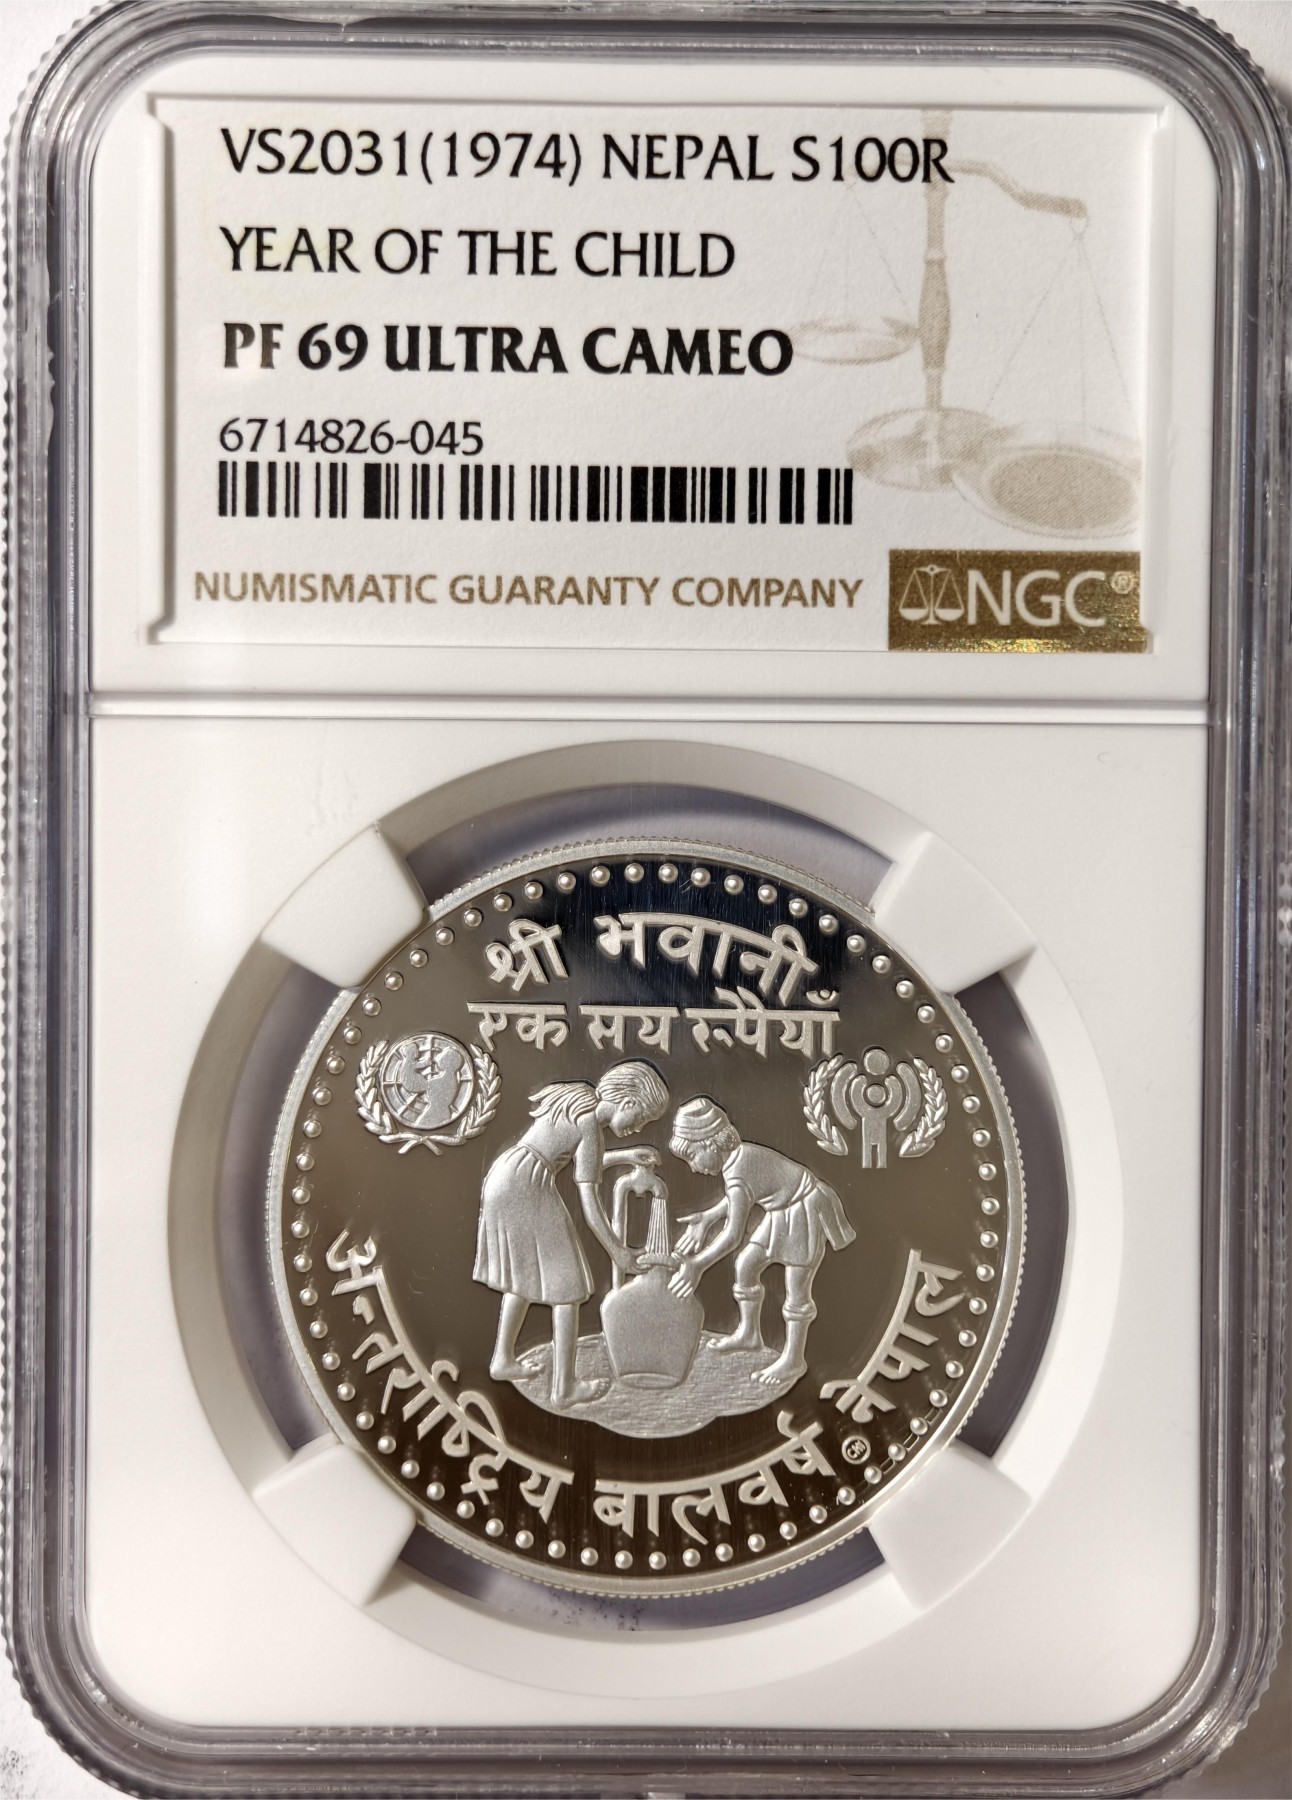 VS2031(1974) NEPAL S100R
YEAR OF THE CHILD
PF 69 ULTRA CAMEO
6714826-045
NUMISMATIC GUARANTY COMPANY
NGC®
श्री भवानी
एक सय रूपैयाँ
अन्तर्राष्ट्रिय बालवर्ष नेपाल
CHI